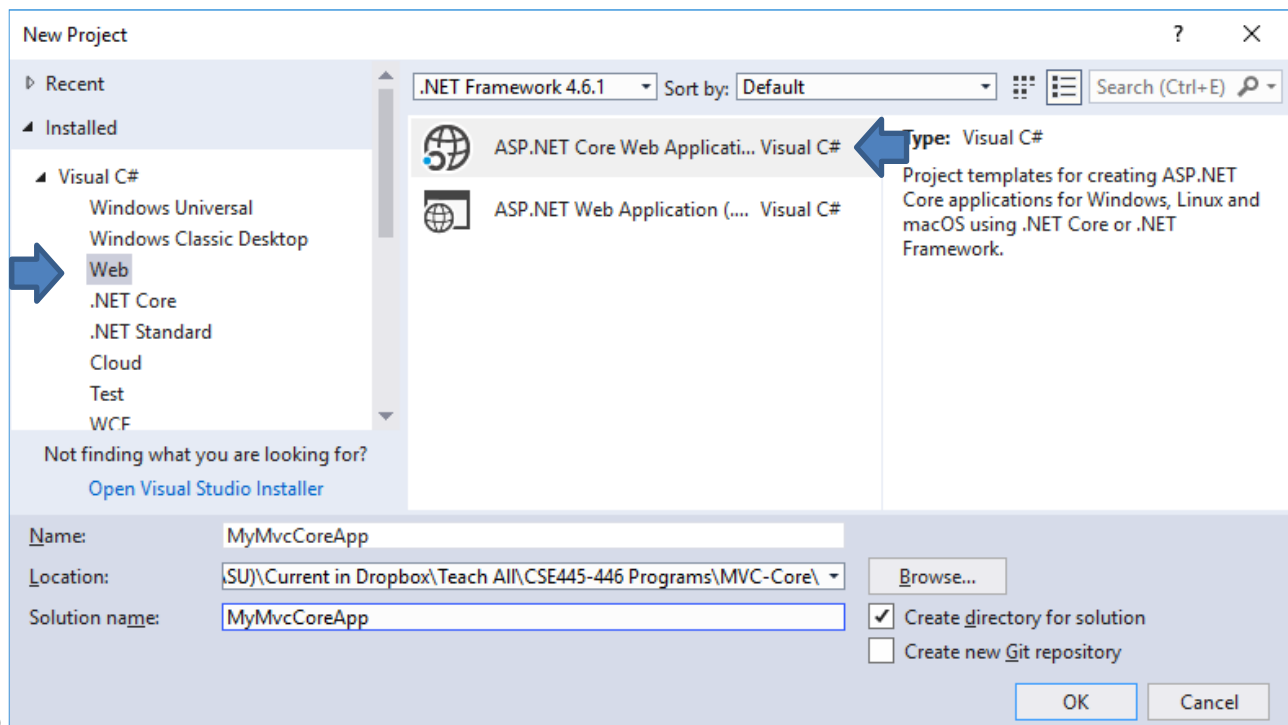 New Project
?
Recent
Installed
Visual C#
Windows Universal
Windows Classic Desktop
Web
.NET Core
.NET Standard
Cloud
Test
WCF
Not finding what you are looking for?
Open Visual Studio Installer
.NET Framework 4.6.1 Sort by: Default
Search (Ctrl+E)
ASP.NET Core Web Applicati... Visual C#
ASP.NET Web Application (.... Visual C#
Type: Visual C#
Project templates for creating ASP.NET
Core applications for Windows, Linux and
macOS using .NET Core or .NET
Framework.
Name: MyMvcCoreApp
Location: SU)\Current in Dropbox\Teach All\CSE445-446 Programs\MVC-Core\ Browse...
Solution name: MyMvcCoreApp
Create directory for solution
Create new Git repository
OK Cancel